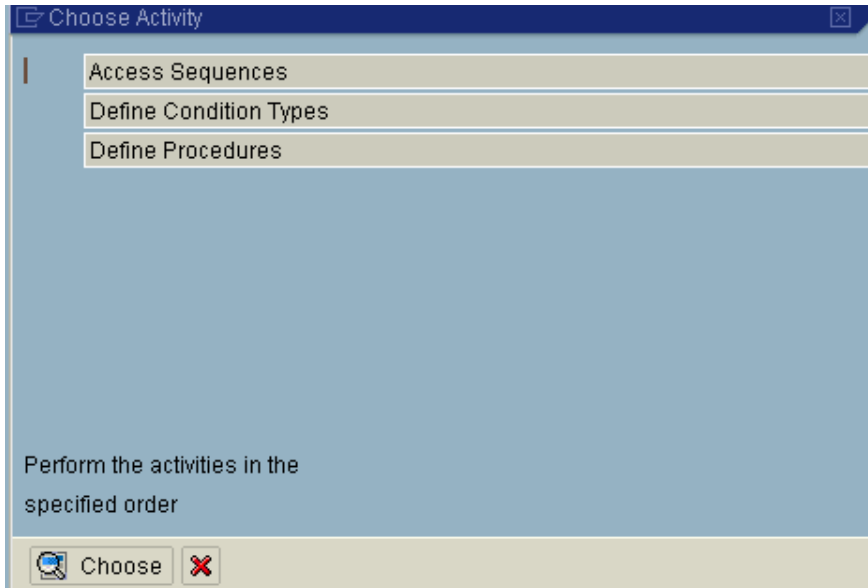 Choose Activity
Access Sequences
Define Condition Types
Define Procedures
Perform the activities in the
specified order
Choose